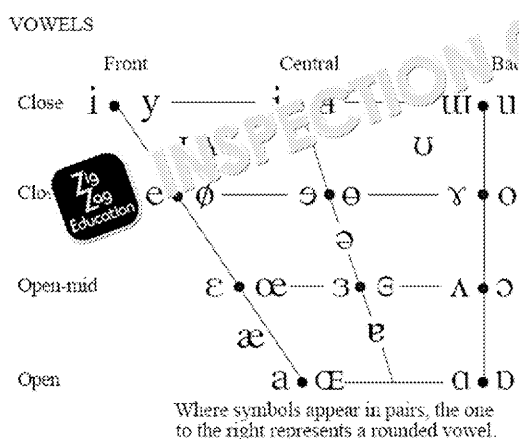 VOWELS
Front Central
Close i y ɯ u
ʊ
e ø ɘ ɵ ɤ o
ə
Open-mid ɛ œ ɜ ɞ ʌ ɔ
æ ɐ
Open a Œ ɑ ɒ
Where symbols appear in pairs, the one
to the right represents a rounded vowel.
Zig
Zag
Education
INSPECTION